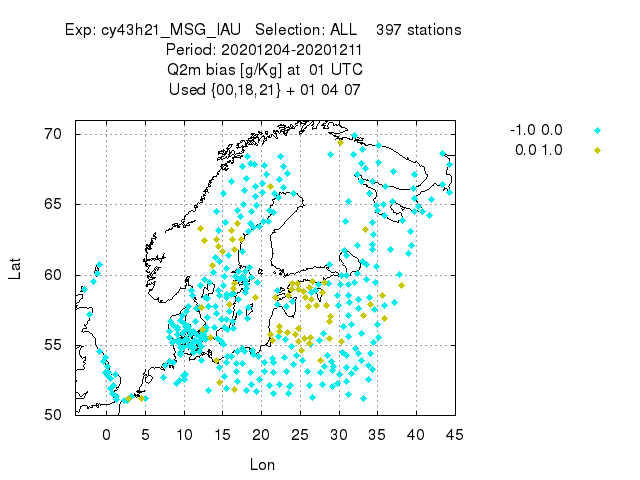 Exp: cy43h21_MSG_IAU   Selection: ALL    397 stations
Period: 20201204-20201211
Q2m bias [g/Kg] at  01 UTC
Used {00,18,21} + 01 04 07
-1.0 0.0
0.0 1.0
70
65
60
55
50
Lat
0 5 10 15 20 25 30 35 40 45
Lon